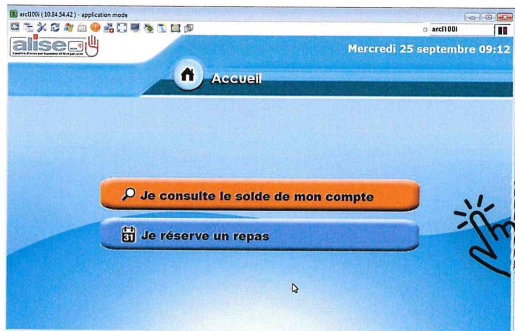 arcl100i ( 10.84.54.42 ) - application mode
arcl100i
alise
Mercredi 25 septembre 09:12
Accueil
Je consulte le solde de mon compte
31 Je réserve un repas